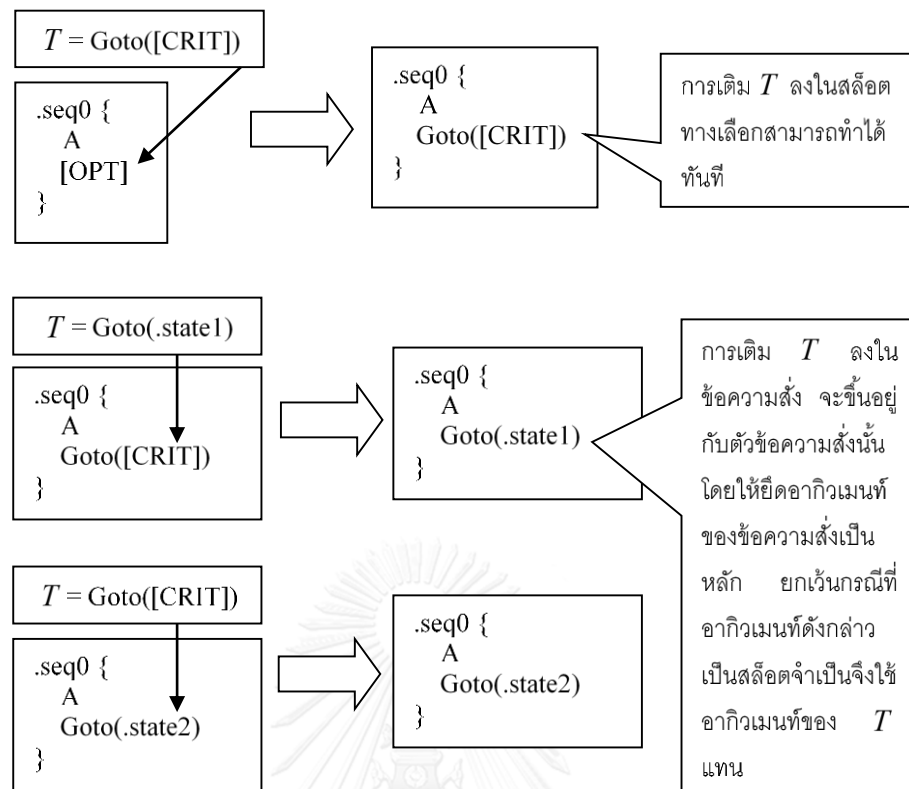 T = Goto([CRIT])
.seq0 {
A
[OPT]
}
.seq0 {
A
Goto([CRIT])
}
การเติม T ลงในสล็อต
ทางเลือกสามารถทำได้
ทันที
T = Goto(.state1)
.seq0 {
A
Goto([CRIT])
}
.seq0 {
A
Goto(.state1)
}
การเติม T ลงใน
ข้อความสั่ง จะขึ้นอยู่
กับตัวข้อความสั่งนั้น
โดยให้ยึดอากิวเมนท์
ของข้อความสั่งเป็น
หลัก ยกเว้นกรณีที่
อากิวเมนท์ดังกล่าว
เป็นสล็อตจำเป็นจึงใช้
อากิวเมนท์ของ T
แทน
T = Goto([CRIT])
.seq0 {
A
Goto(.state2)
}
.seq0 {
A
Goto(.state2)
}